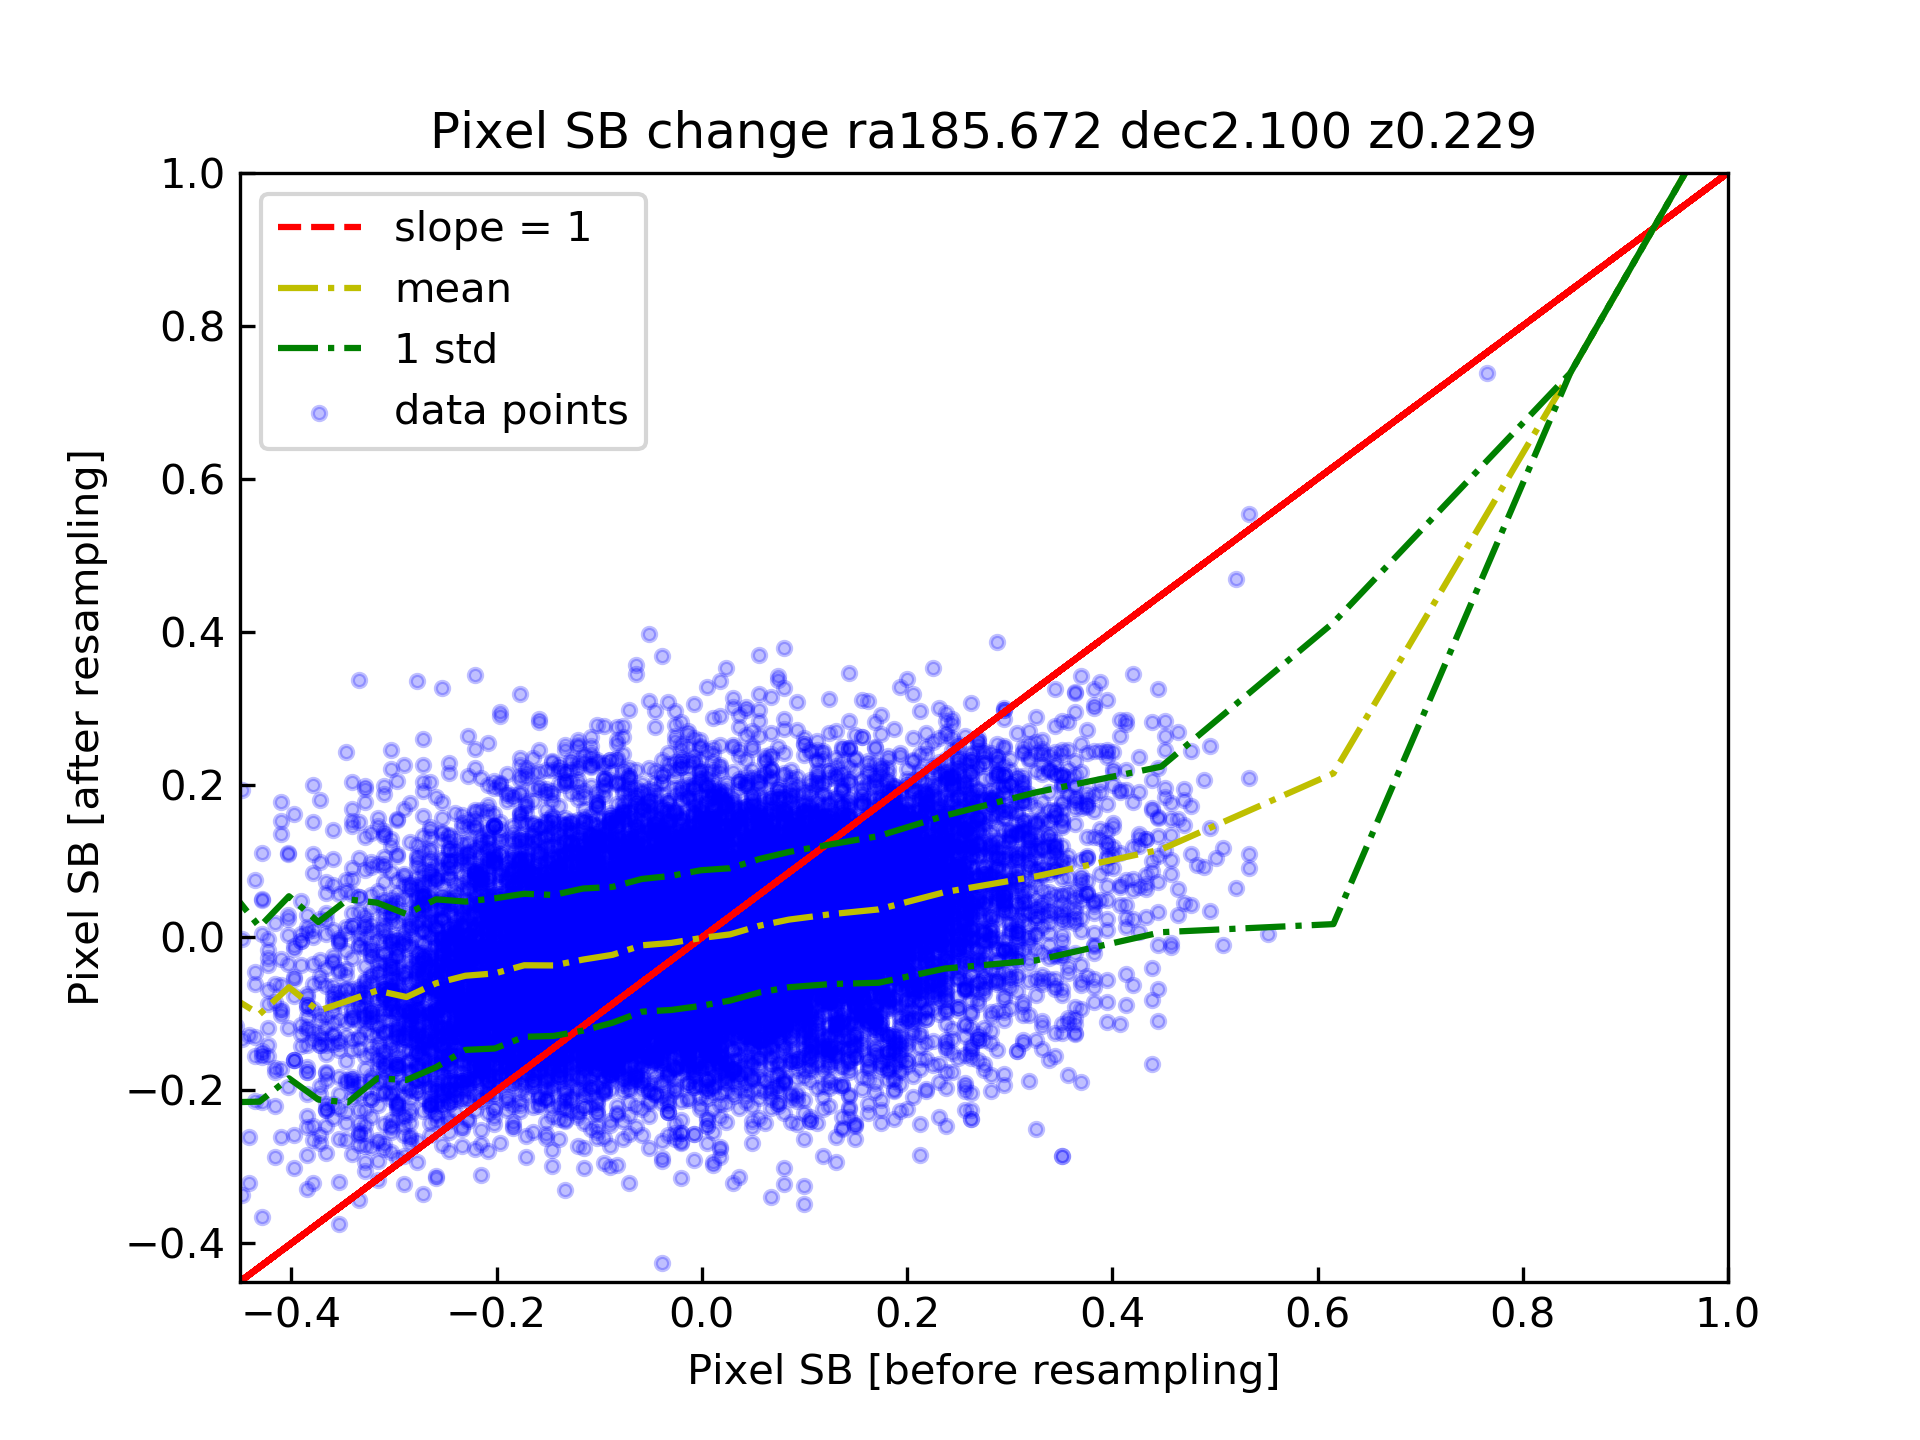 Pixel SB change ra185.672 dec2.100 z0.229
1.0
0.8
0.6
0.4
0.2
0.0
−0.2
−0.4
Pixel SB [after resampling]
slope = 1
mean
1 std
data points
−0.4 −0.2 0.0 0.2 0.4 0.6 0.8 1.0
Pixel SB [before resampling]